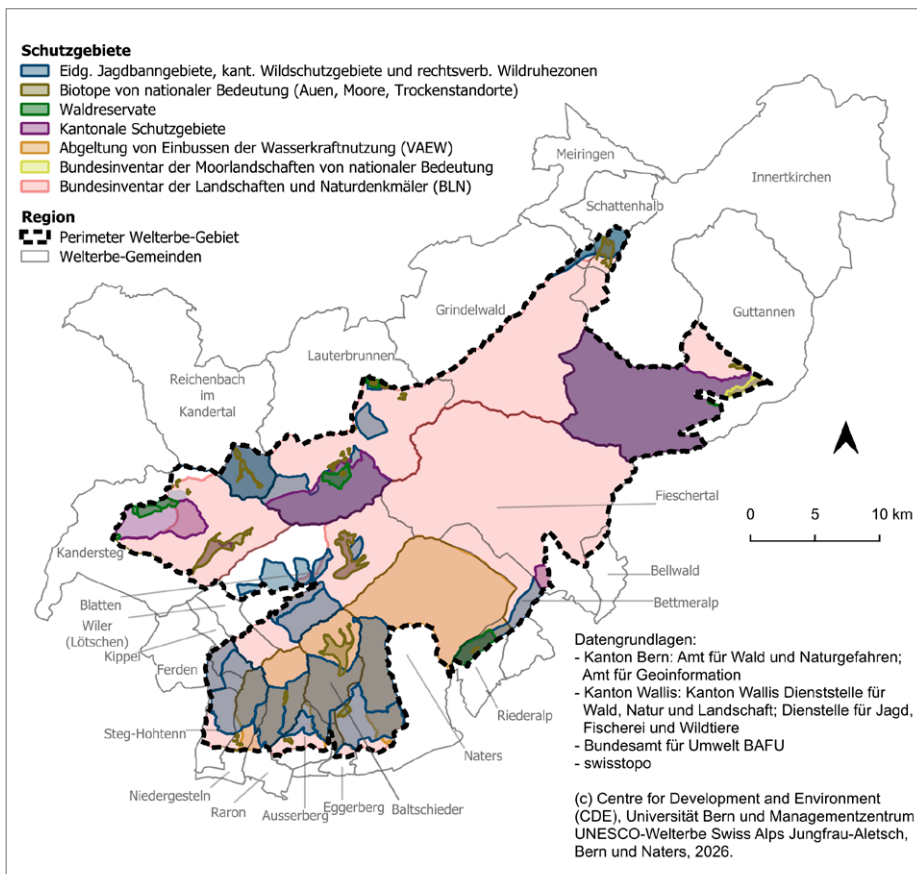 Schutzgebiete
Eidg. Jagdbanngebiete, kant. Wildschutzgebiete und rechtsverb. Wildruhezonen
Biotope von nationaler Bedeutung (Auen, Moore, Trockenstandorte)
Waldreservate
Kantonale Schutzgebiete
Abgeltung von Einbussen der Wasserkraftnutzung (VAEW)
Bundesinventar der Moorlandschaften von nationaler Bedeutung
Bundesinventar der Landschaften und Naturdenkmäler (BLN)
Region
Perimeter Welterbe-Gebiet
Welterbe-Gemeinden
Meiringen
Innertkirchen
Schattenhalb
Grindelwald
Guttannen
Lauterbrunnen
Reichenbach
im
Kandertal
Fieschertal
0 5 10 km
Kandersteg
Bellwald
Blatten
Bettmeralp
Wiler
(Lötschen)
Kippel
Ferden
Riederalp
Steg-Hohtenn
Naters
Niedergesteln
Raron
Ausserberg
Eggerberg
Baltschieder
Datengrundlagen:
- Kanton Bern: Amt für Wald und Naturgefahren;
Amt für Geoinformation
- Kanton Wallis: Kanton Wallis Dienststelle für
Wald, Natur und Landschaft; Dienstelle für Jagd,
Fischerei und Wildtiere
- Bundesamt für Umwelt BAFU
- swisstopo
(c) Centre for Development and Environment
(CDE), Universität Bern und Managementzentrum
UNESCO-Welterbe Swiss Alps Jungfrau-Aletsch,
Bern und Naters, 2026.